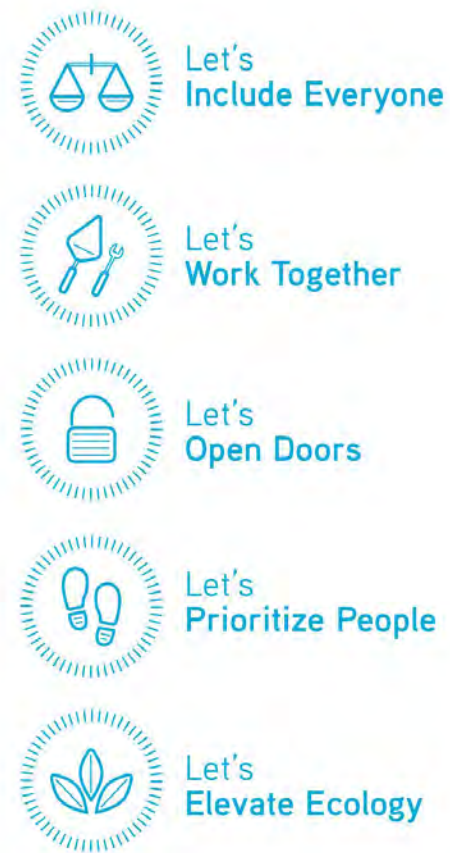 Let's
Include Everyone
Let's
Work Together
Let's
Open Doors
Let's
Prioritize People
Let's
Elevate Ecology